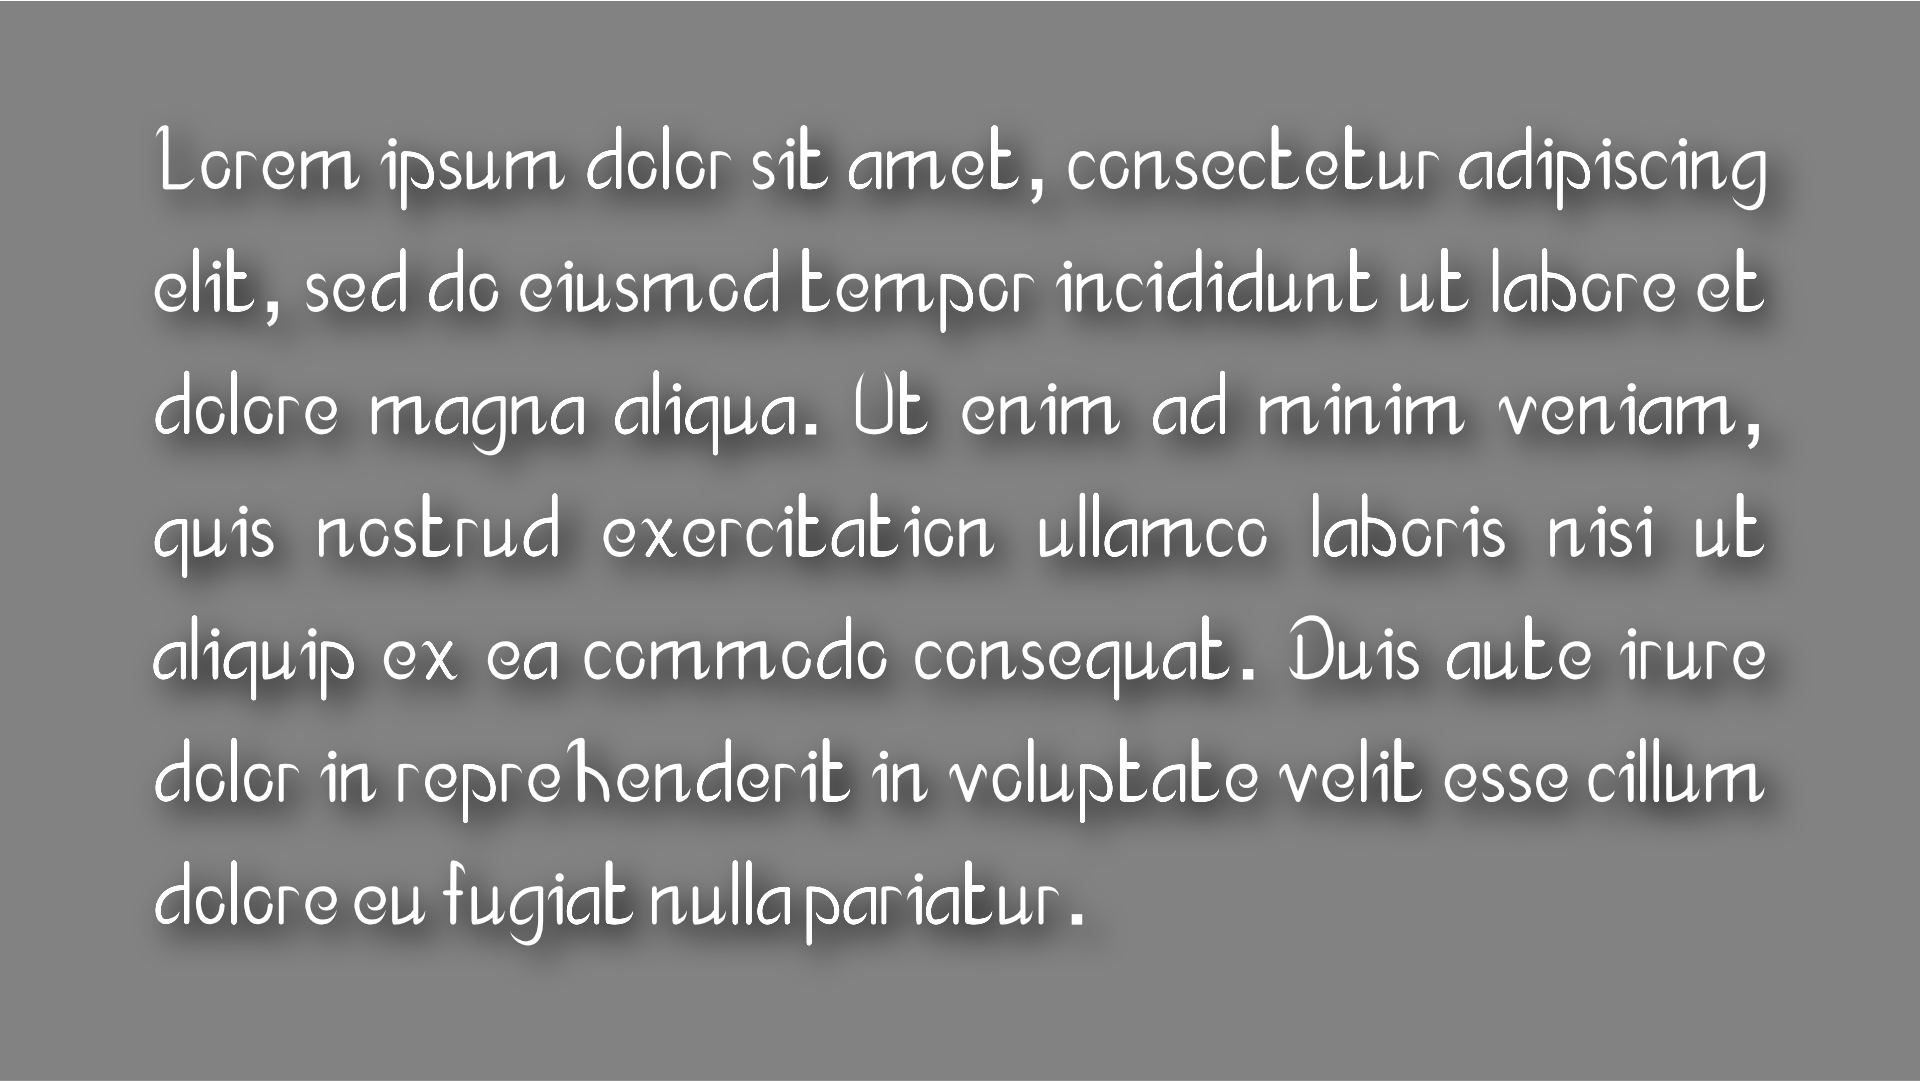 Lorem ipsum dolor sit amet, consectetur adipiscing
elit, sed do eiusmod tempor incididunt ut labore et
dolore magna aliqua. Ut enim ad minim veniam,
quis nostrud exercitation ullamco laboris nisi ut
aliquip ex ea commodo consequat. Duis aute irure
dolor in reprehenderit in voluptate velit esse cillum
dolore eu fugiat nulla pariatur.